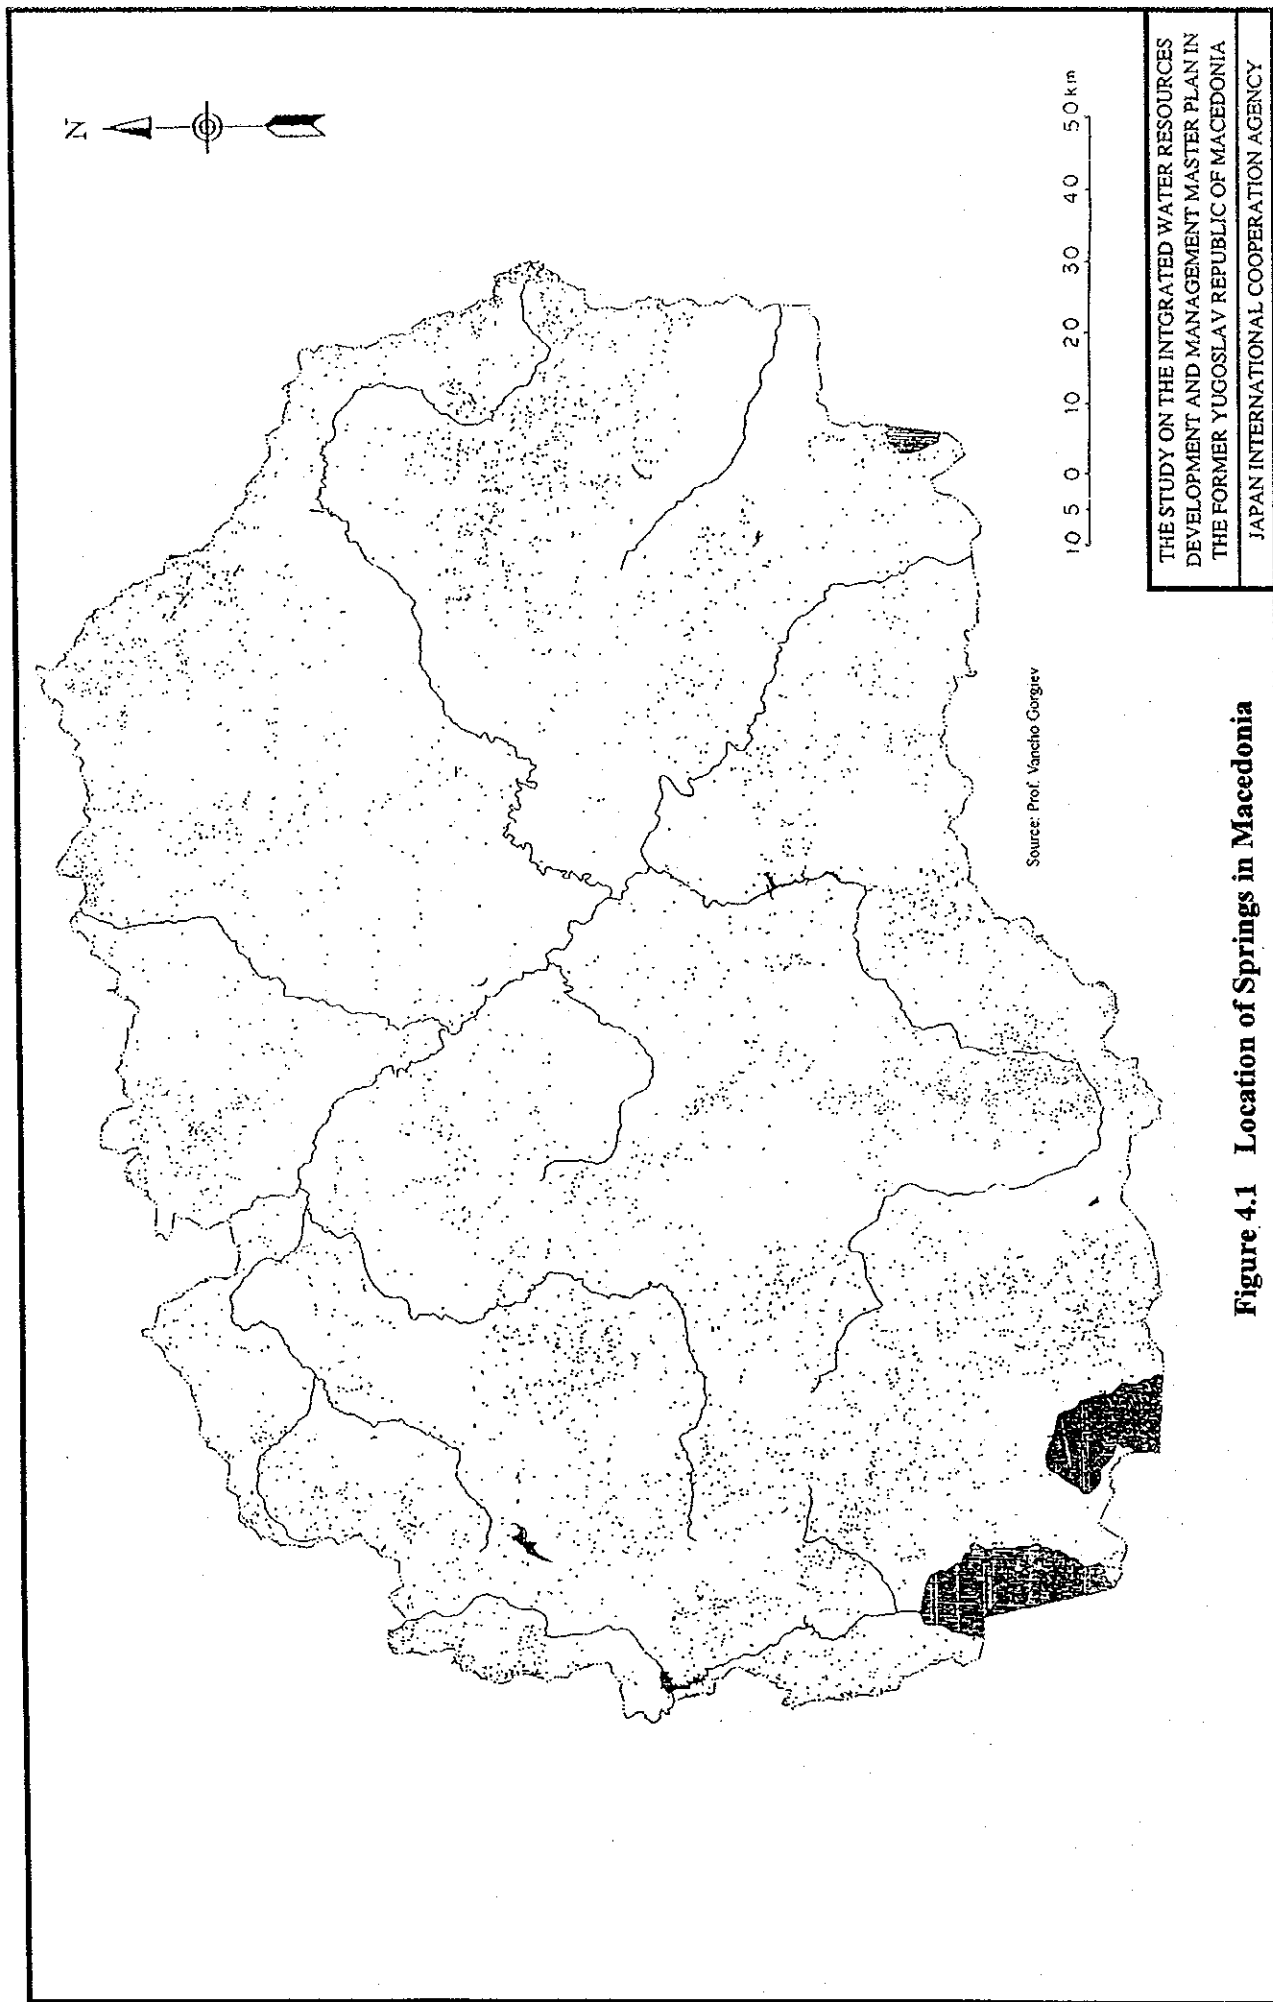 N
10 5 0 10 20 30 40 50km
Source: Prof. Vancho Gorgiev
Figure 4.1 Location of Springs in Macedonia
THE STUDY ON THE INTGRATED WATER RESOURCES
DEVELOPMENT AND MANAGEMENT MASTER PLAN IN
THE FORMER YUGOSLAV REPUBLIC OF MACEDONIA
JAPAN INTERNATIONAL COOPERATION AGENCY